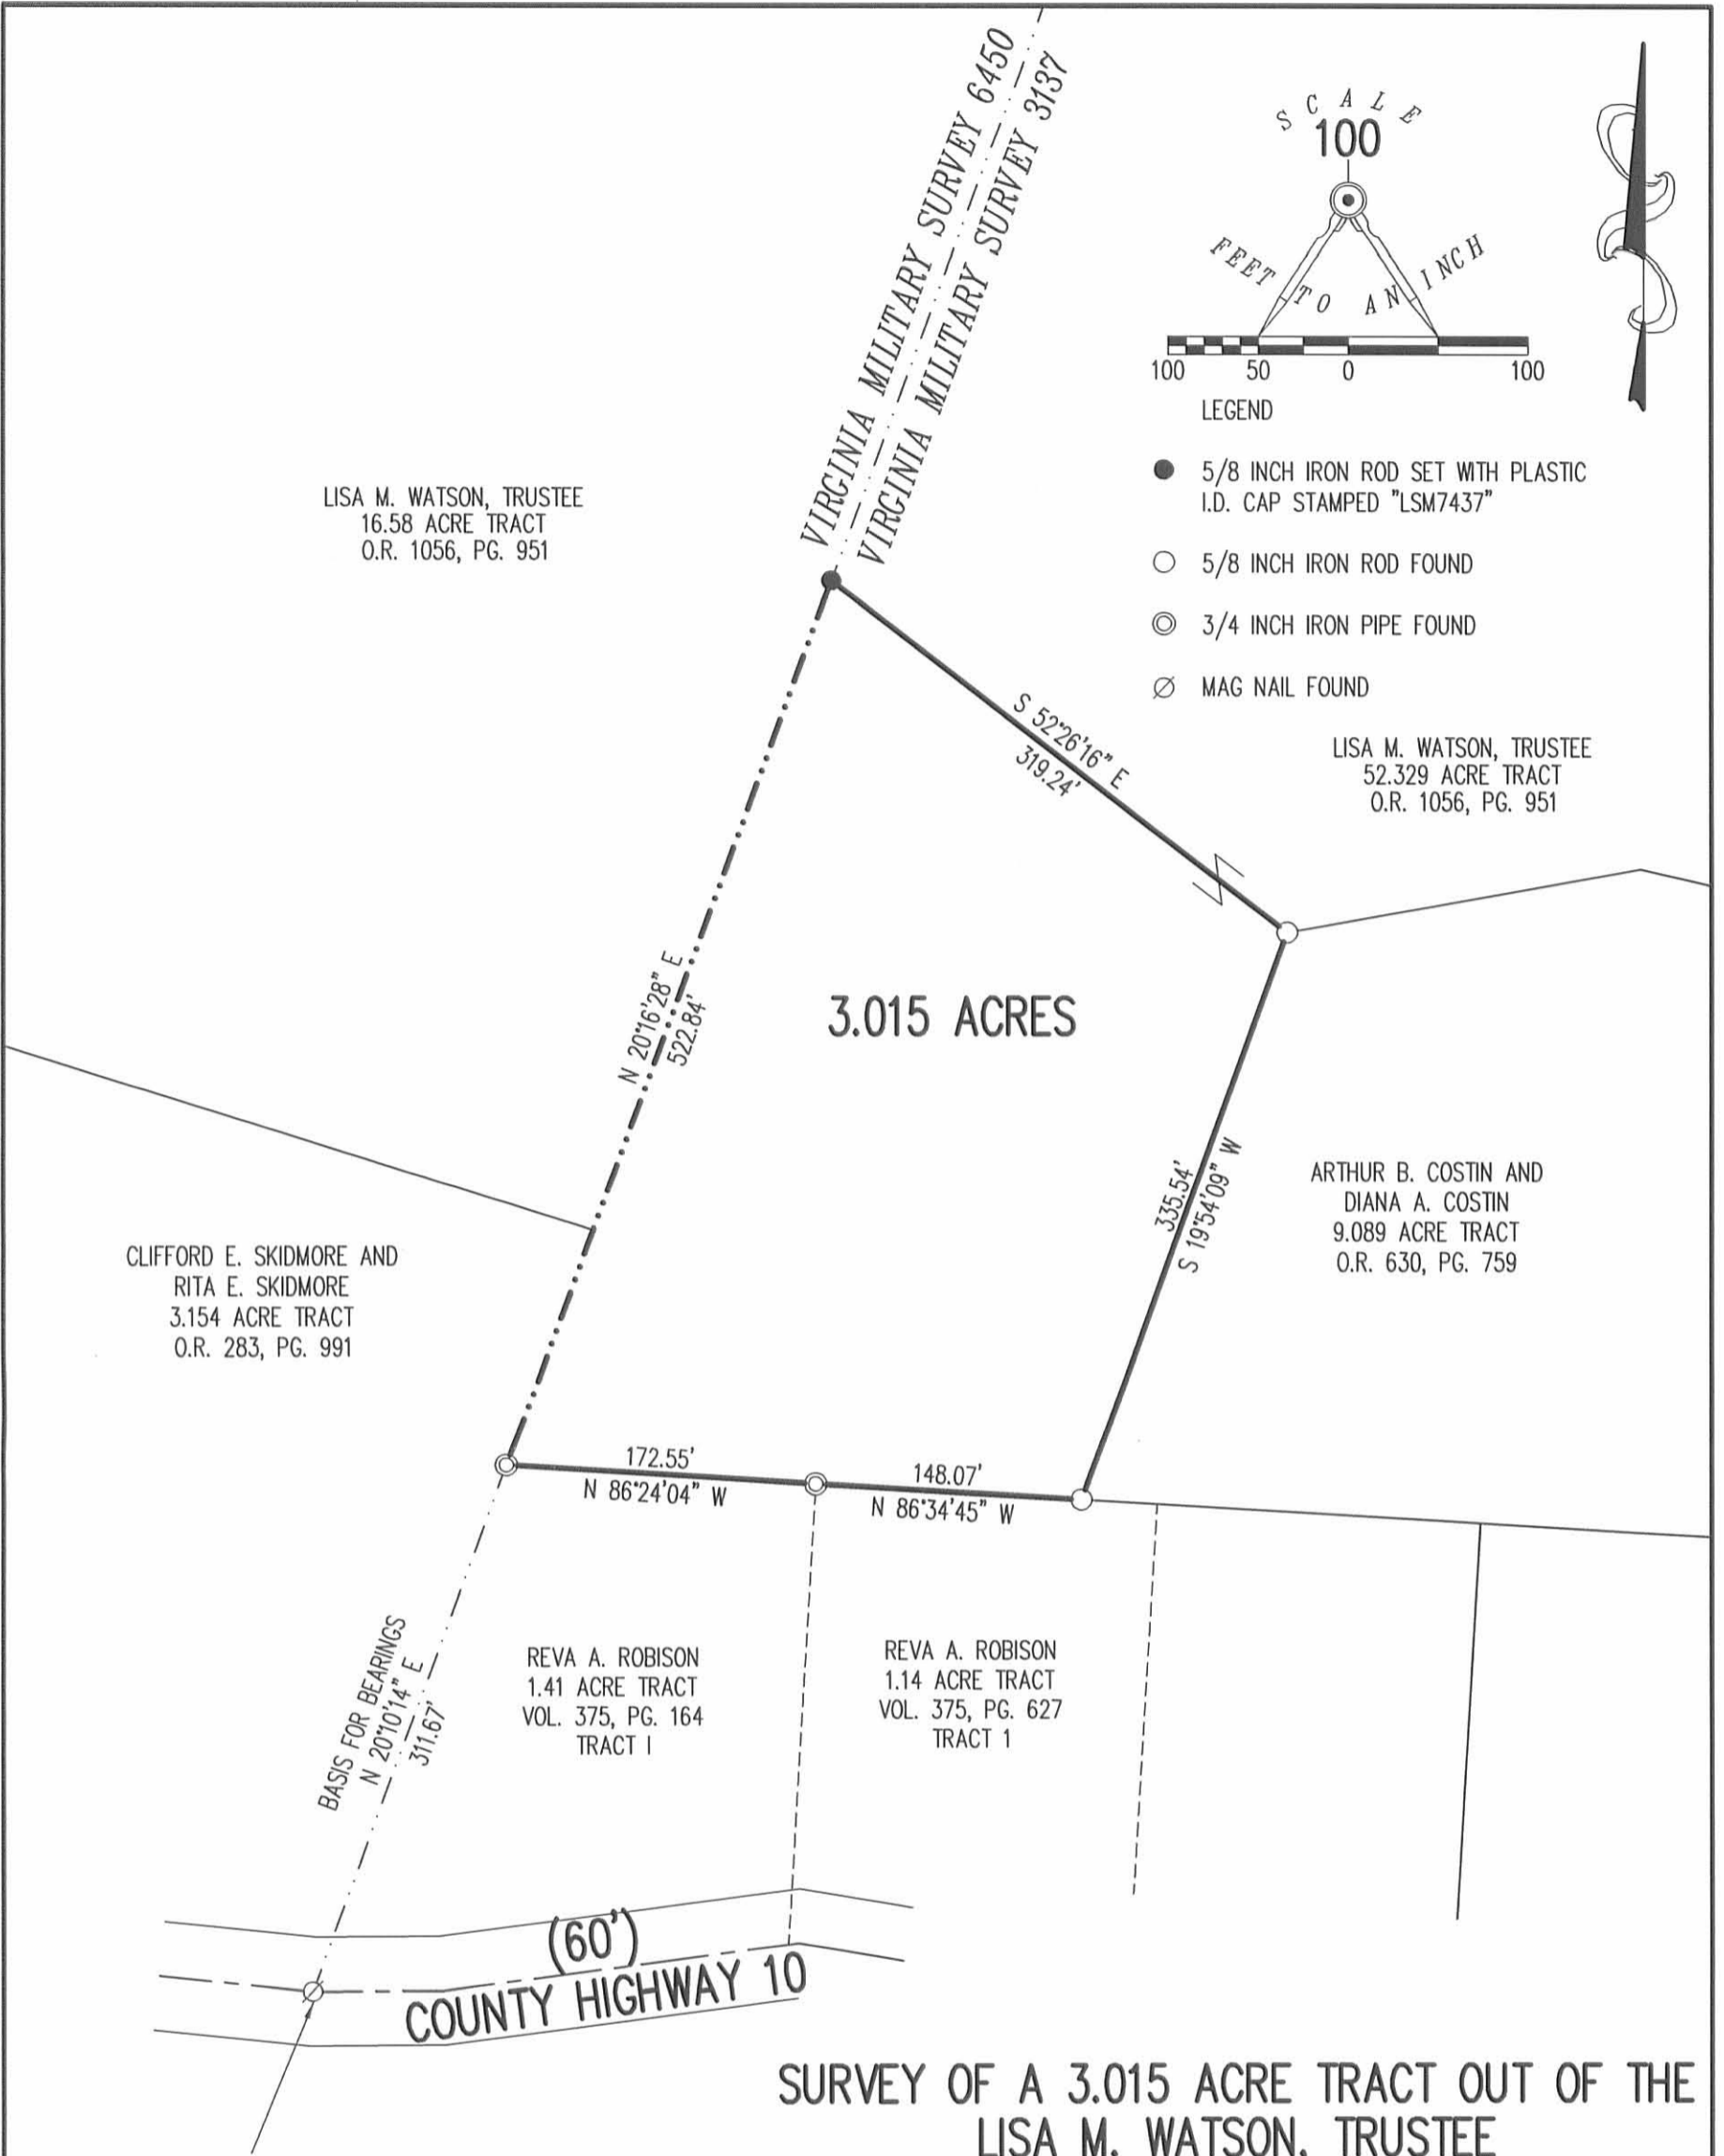 VIRGINIA MILITARY SURVEY 6450
VIRGINIA MILITARY SURVEY 3137
SCALE
100
FEET TO AN INCH
100 50 0 100
LEGEND
5/8 INCH IRON ROD SET WITH PLASTIC
I.D. CAP STAMPED "LSM7437"
5/8 INCH IRON ROD FOUND
3/4 INCH IRON PIPE FOUND
MAG NAIL FOUND
LISA M. WATSON, TRUSTEE
16.58 ACRE TRACT
O.R. 1056, PG. 951
S 52°26'16" E
319.24'
LISA M. WATSON, TRUSTEE
52.329 ACRE TRACT
O.R. 1056, PG. 951
N 20°16'28" E
522.84'
3.015 ACRES
335.54'
S 19°54'09" W
ARTHUR B. COSTIN AND
DIANA A. COSTIN
9.089 ACRE TRACT
O.R. 630, PG. 759
CLIFFORD E. SKIDMORE AND
RITA E. SKIDMORE
3.154 ACRE TRACT
O.R. 283, PG. 991
172.55'
N 86°24'04" W
148.07'
N 86°34'45" W
BASIS FOR BEARINGS
N 20°10'14" E
311.67'
REVA A. ROBISON
1.41 ACRE TRACT
VOL. 375, PG. 164
TRACT I
REVA A. ROBISON
1.14 ACRE TRACT
VOL. 375, PG. 627
TRACT 1
(60')
COUNTY HIGHWAY 10
SURVEY OF A 3.015 ACRE TRACT OUT OF THE
LISA M. WATSON, TRUSTEE